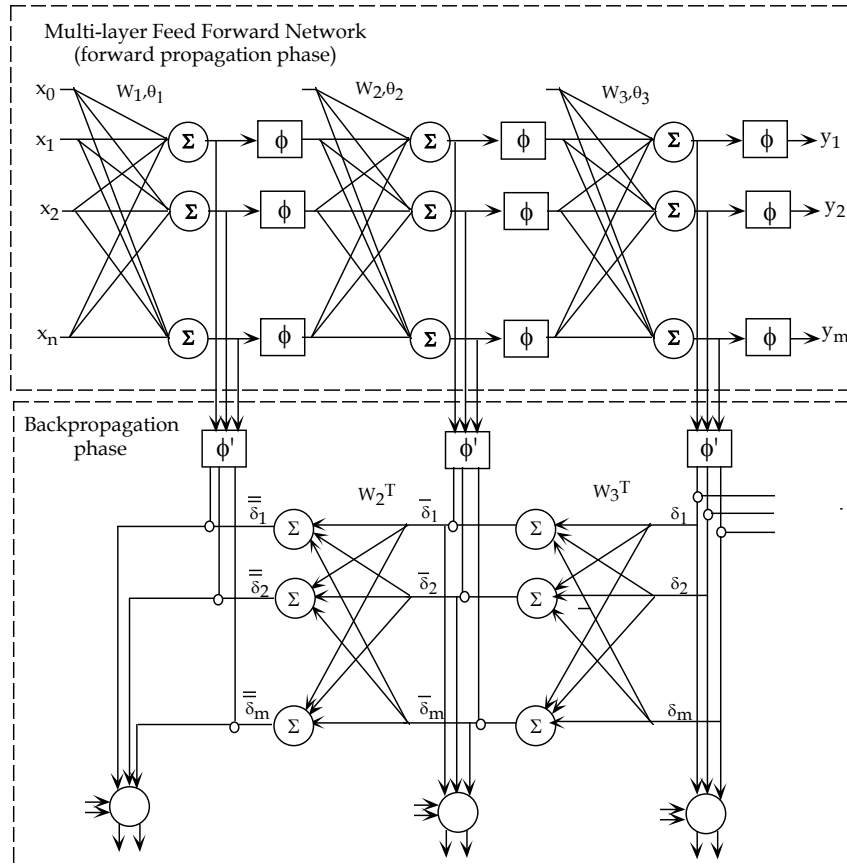 Multi-layer Feed Forward Network
(forward propagation phase)
x0 W1,θ1 W2,θ2 W3,θ3
x1 Σ ϕ Σ ϕ Σ ϕ y1
x2 Σ ϕ Σ ϕ Σ ϕ y2
xn Σ ϕ Σ ϕ Σ ϕ ym
Backpropagation
phase
ϕ' ϕ' ϕ'
W2T W3T
δ̿1 Σ δ̄1 Σ δ1
δ̿2 Σ δ̄2 Σ δ2
δ̿m Σ δ̄m Σ δm